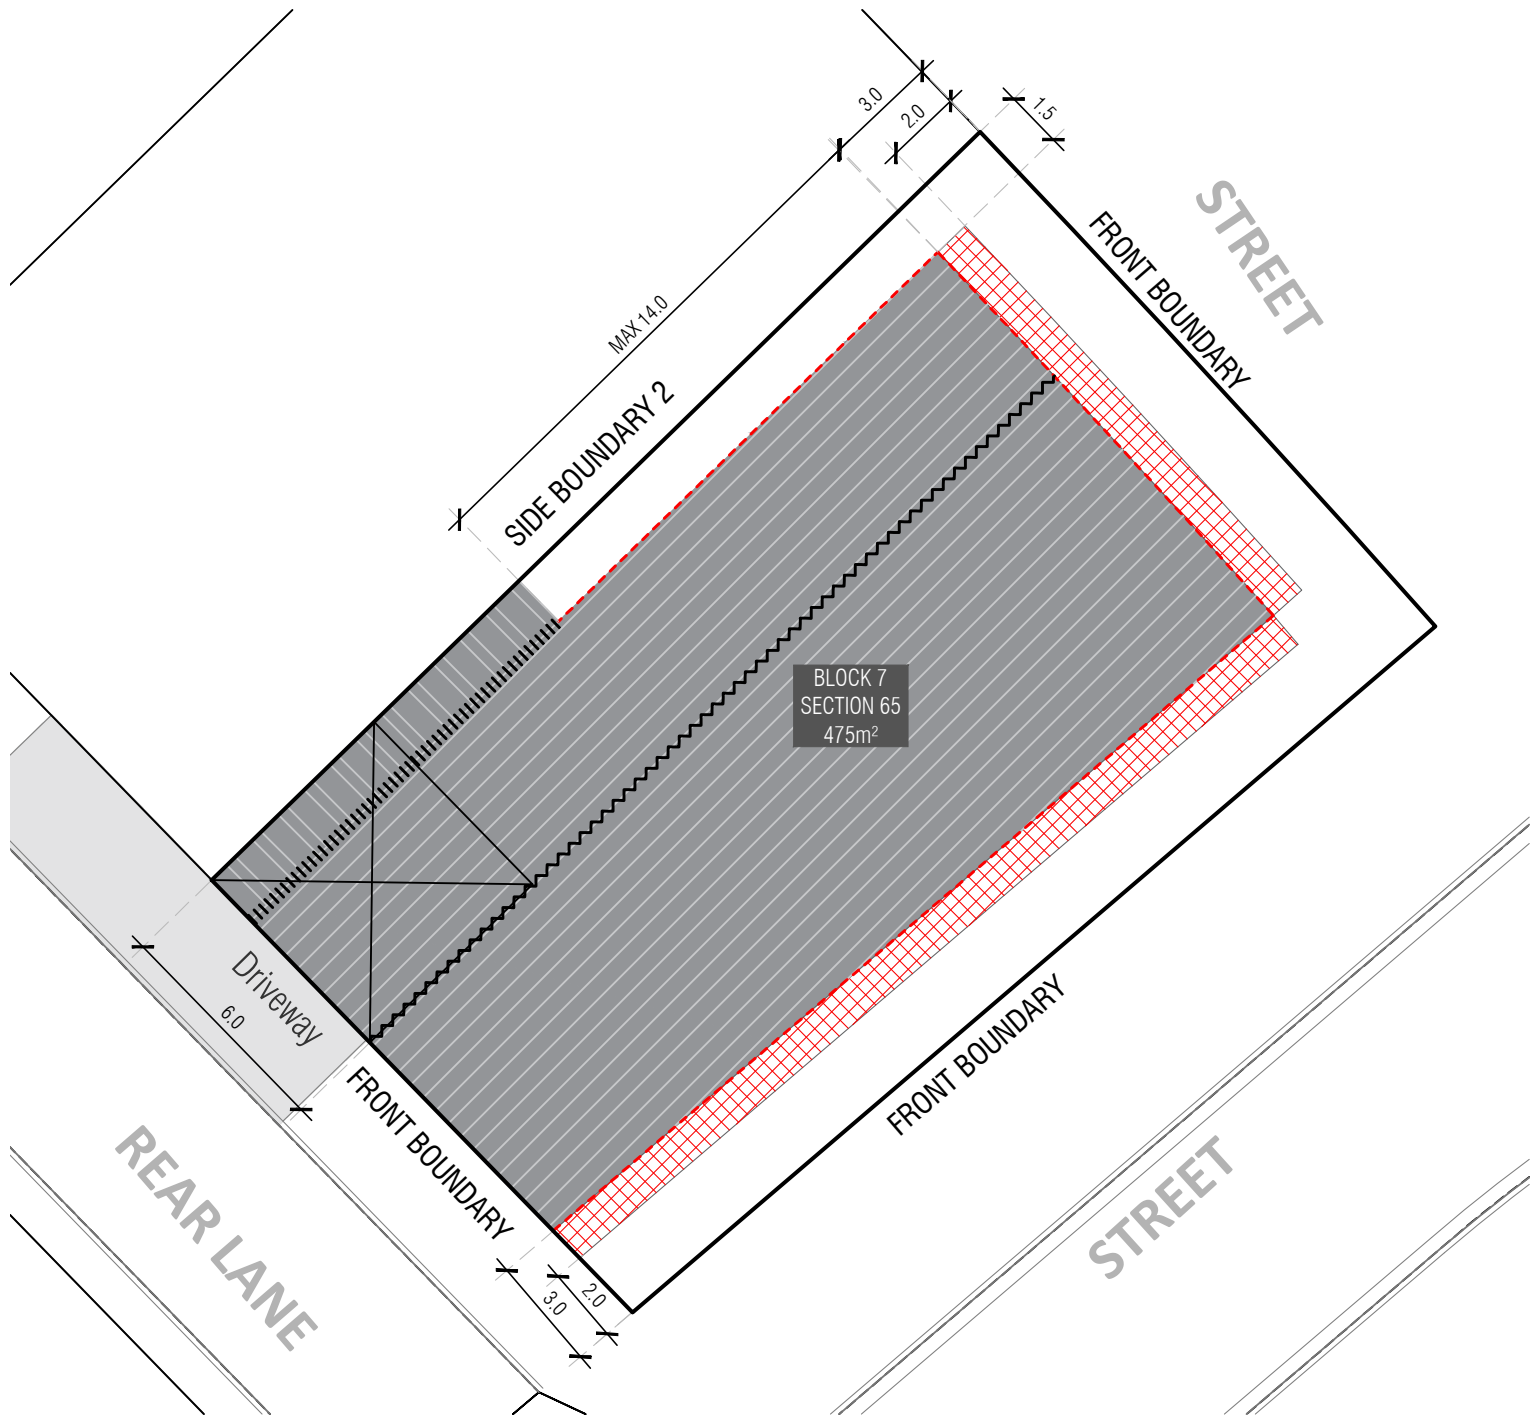 3.0
2.0
1.5
STREET
FRONT BOUNDARY
MAX 14.0
SIDE BOUNDARY 2
BLOCK 7
SECTION 65
475m²
Driveway
6.0
FRONT BOUNDARY
FRONT BOUNDARY
STREET
REAR LANE
2.0
3.0